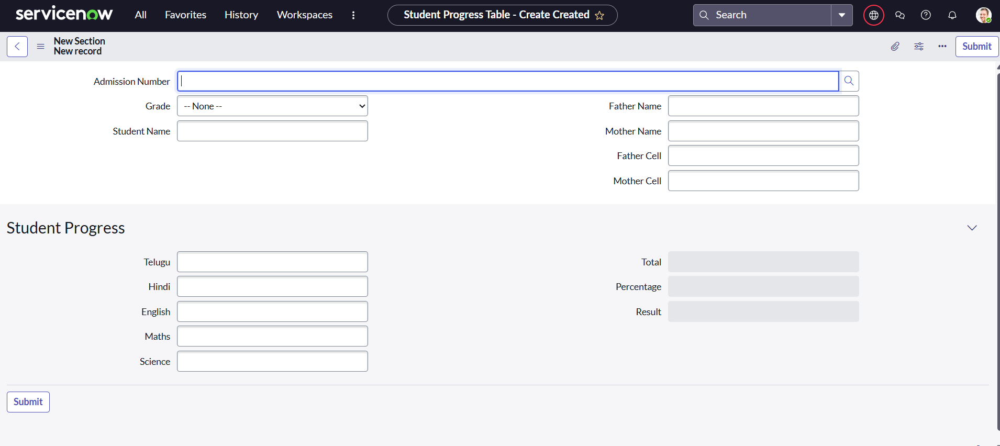 servicenow All Favorites History Workspaces Student Progress Table - Create Created Search
New Section
New record
Submit
Admission Number
Grade -- None --
Father Name
Student Name
Mother Name
Father Cell
Mother Cell
Student Progress
Telugu
Total
Hindi
Percentage
English
Result
Maths
Science
Submit